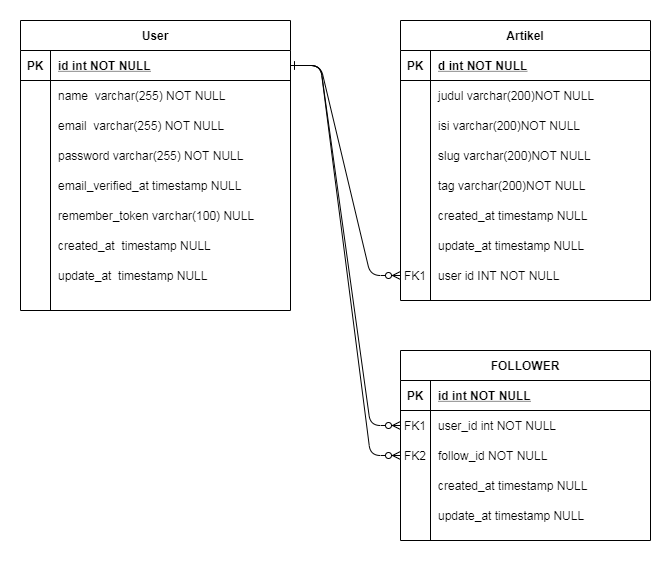 User
PK id int NOT NULL
name varchar(255) NOT NULL
email varchar(255) NOT NULL
password varchar(255) NOT NULL
email_verified_at timestamp NULL
remember_token varchar(100) NULL
created_at timestamp NULL
update_at timestamp NULL
Artikel
PK d int NOT NULL
judul varchar(200)NOT NULL
isi varchar(200)NOT NULL
slug varchar(200)NOT NULL
tag varchar(200)NOT NULL
created_at timestamp NULL
update_at timestamp NULL
FK1 user id INT NOT NULL
FOLLOWER
PK id int NOT NULL
FK1 user_id int NOT NULL
FK2 follow_id NOT NULL
created_at timestamp NULL
update_at timestamp NULL